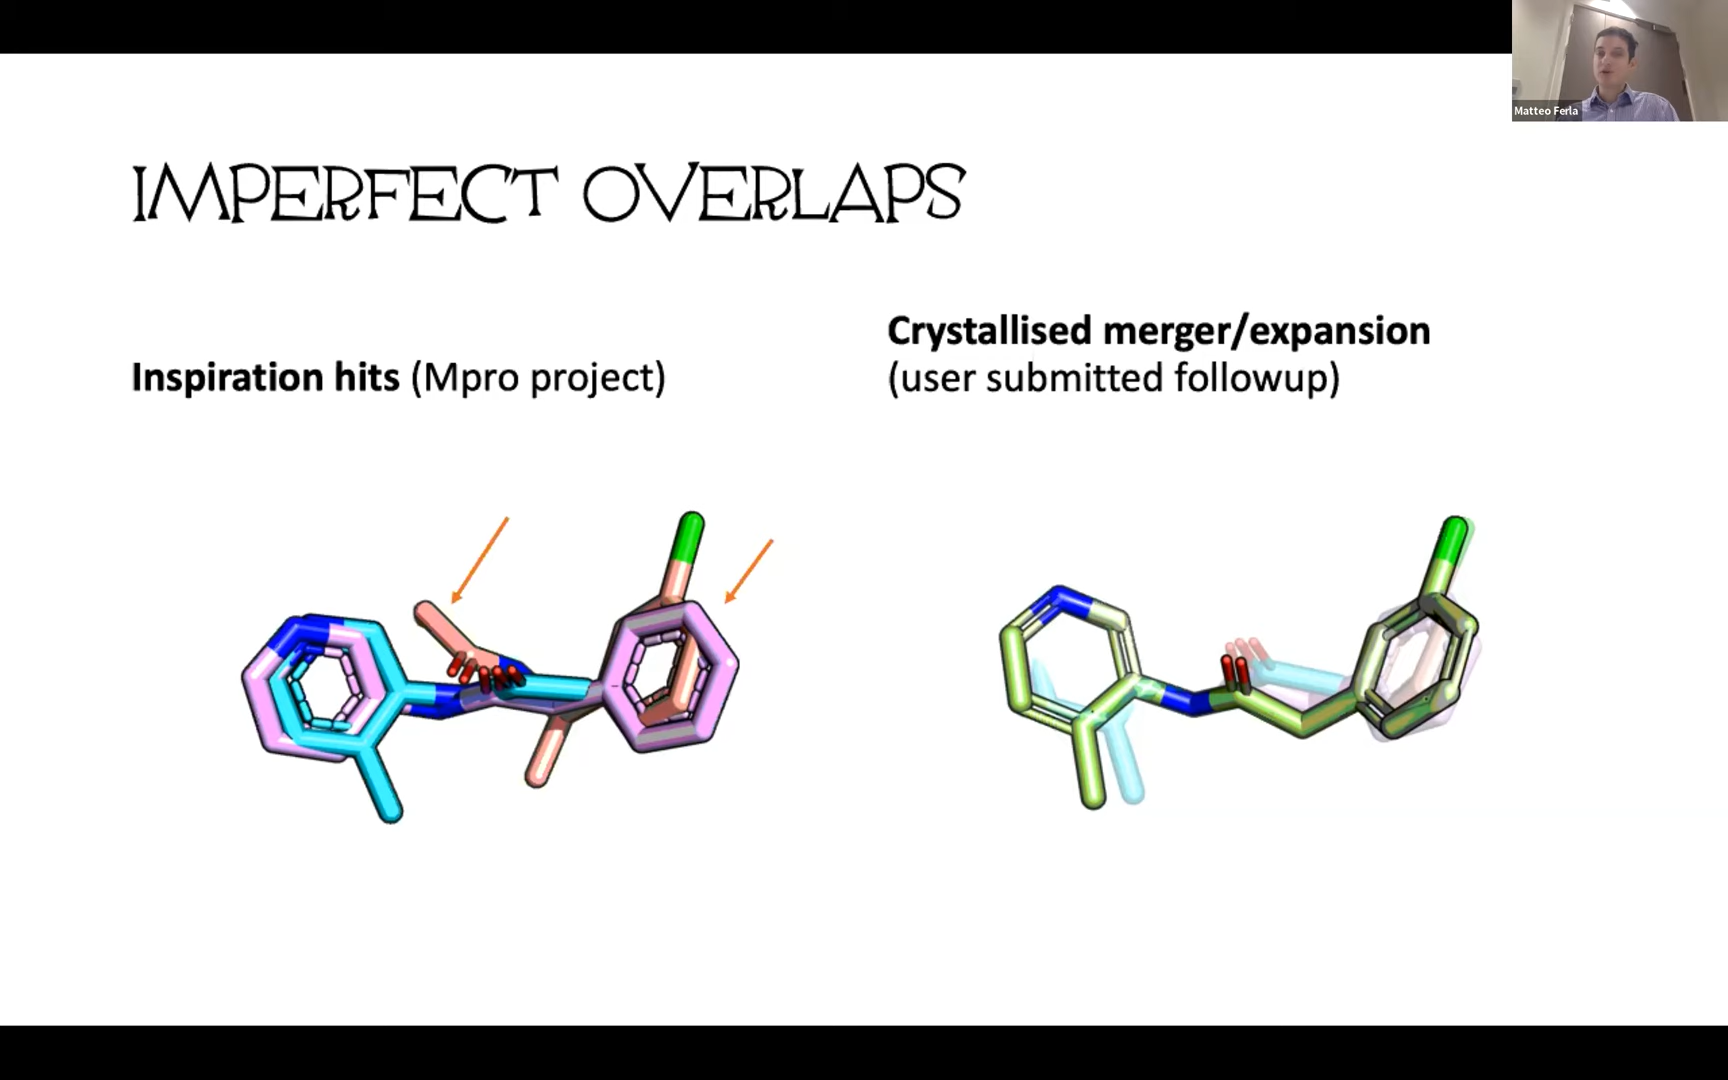 Matteo Ferla
IMPERFECT OVERLAPS
Inspiration hits (Mpro project)
Crystallised merger/expansion
(user submitted followup)